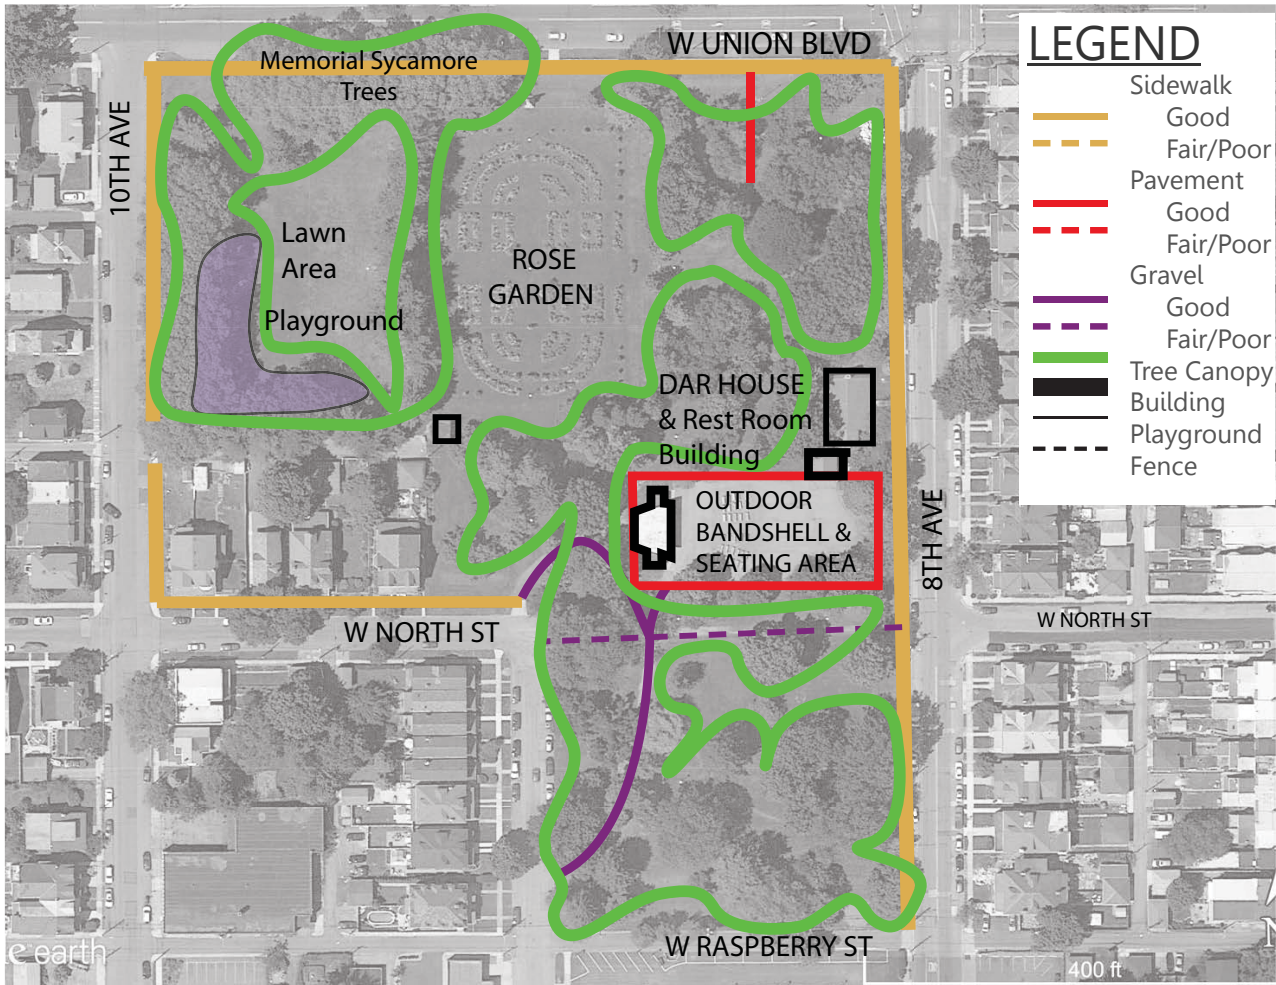 W UNION BLVD
Memorial Sycamore
Trees
10TH AVE
Lawn
Area
Playground
ROSE
GARDEN
DAR HOUSE
& Rest Room
Building
OUTDOOR
BANDSHELL &
SEATING AREA
8TH AVE
W NORTH ST
W NORTH ST
W RASPBERRY ST
earth
400 ft
N
LEGEND
Sidewalk
Good
Fair/Poor
Pavement
Good
Fair/Poor
Gravel
Good
Fair/Poor
Tree Canopy
Building
Playground
Fence